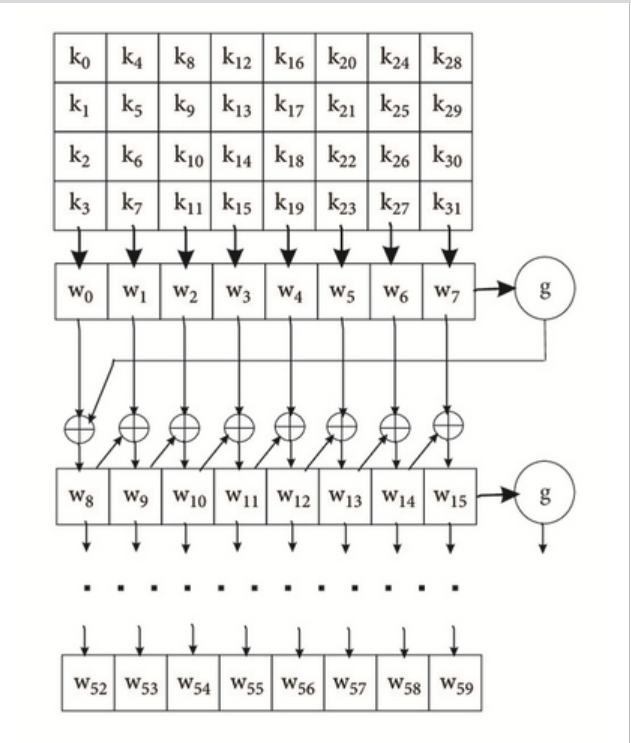 k₀ k₄ k₈ k₁₂ k₁₆ k₂₀ k₂₄ k₂₈
k₁ k₅ k₉ k₁₃ k₁₇ k₂₁ k₂₅ k₂₉
k₂ k₆ k₁₀ k₁₄ k₁₈ k₂₂ k₂₆ k₃₀
k₃ k₇ k₁₁ k₁₅ k₁₉ k₂₃ k₂₇ k₃₁
w₀ w₁ w₂ w₃ w₄ w₅ w₆ w₇ g
w₈ w₉ w₁₀ w₁₁ w₁₂ w₁₃ w₁₄ w₁₅ g
w₅₂ w₅₃ w₅₄ w₅₅ w₅₆ w₅₇ w₅₈ w₅₉